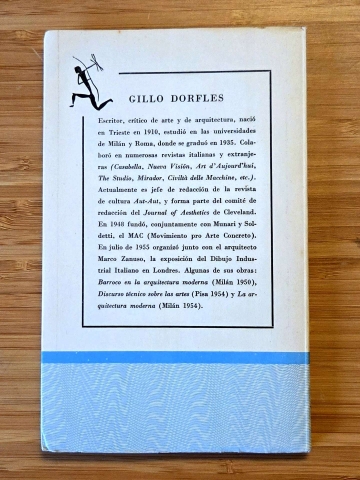 GILLO DORFLES
Escritor, crítico de arte y de arquitectura, nació
en Trieste en 1910, estudió en las universidades
de Milán y Roma, donde se graduó en 1935. Cola-
boró en numerosas revistas italianas y extranje-
ras (Casabella, Nueva Visión, Art d'Aujourd'hui,
The Studio, Mirador, Civiltà delle Macchine, etc.).
Actualmente es jefe de redacción de la revista
de cultura Aut-Aut, y forma parte del comité de
redacción del Journal of Aesthetics de Cleveland.
En 1948 fundó, conjuntamente con Munari y Sol-
detti, el MAC (Movimiento pro Arte Concreto).
En julio de 1955 organizó junto con el arquitecto
Marco Zanuso, la exposición del Dibujo Indus-
trial Italiano en Londres. Algunas de sus obras:
Barroco en la arquitectura moderna (Milán 1950),
Discurso técnico sobre las artes (Pisa 1954) y La ar-
quitectura moderna (Milán 1954).